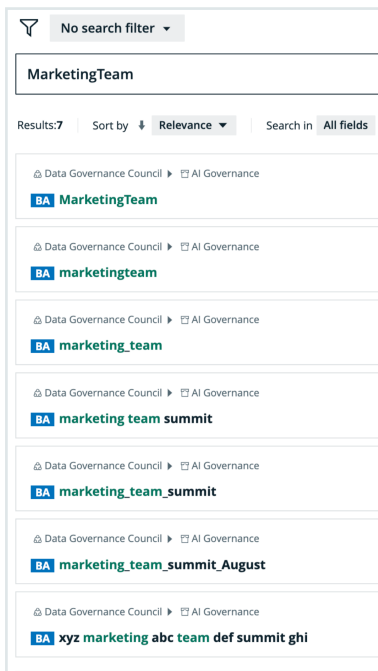 No search filter
MarketingTeam
Results:7 Sort by Relevance Search in All fields
Data Governance Council AI Governance
BA MarketingTeam
Data Governance Council AI Governance
BA marketingteam
Data Governance Council AI Governance
BA marketing_team
Data Governance Council AI Governance
BA marketing team summit
Data Governance Council AI Governance
BA marketing_team_summit
Data Governance Council AI Governance
BA marketing_team_summit_August
Data Governance Council AI Governance
BA xyz marketing abc team def summit ghi